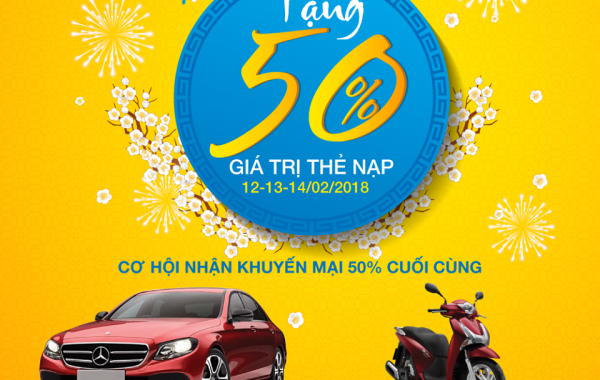 Tặng
50%
GIÁ TRỊ THẺ NẠP
12-13-14/02/2018
CƠ HỘI NHẬN KHUYẾN MẠI 50% CUỐI CÙNG